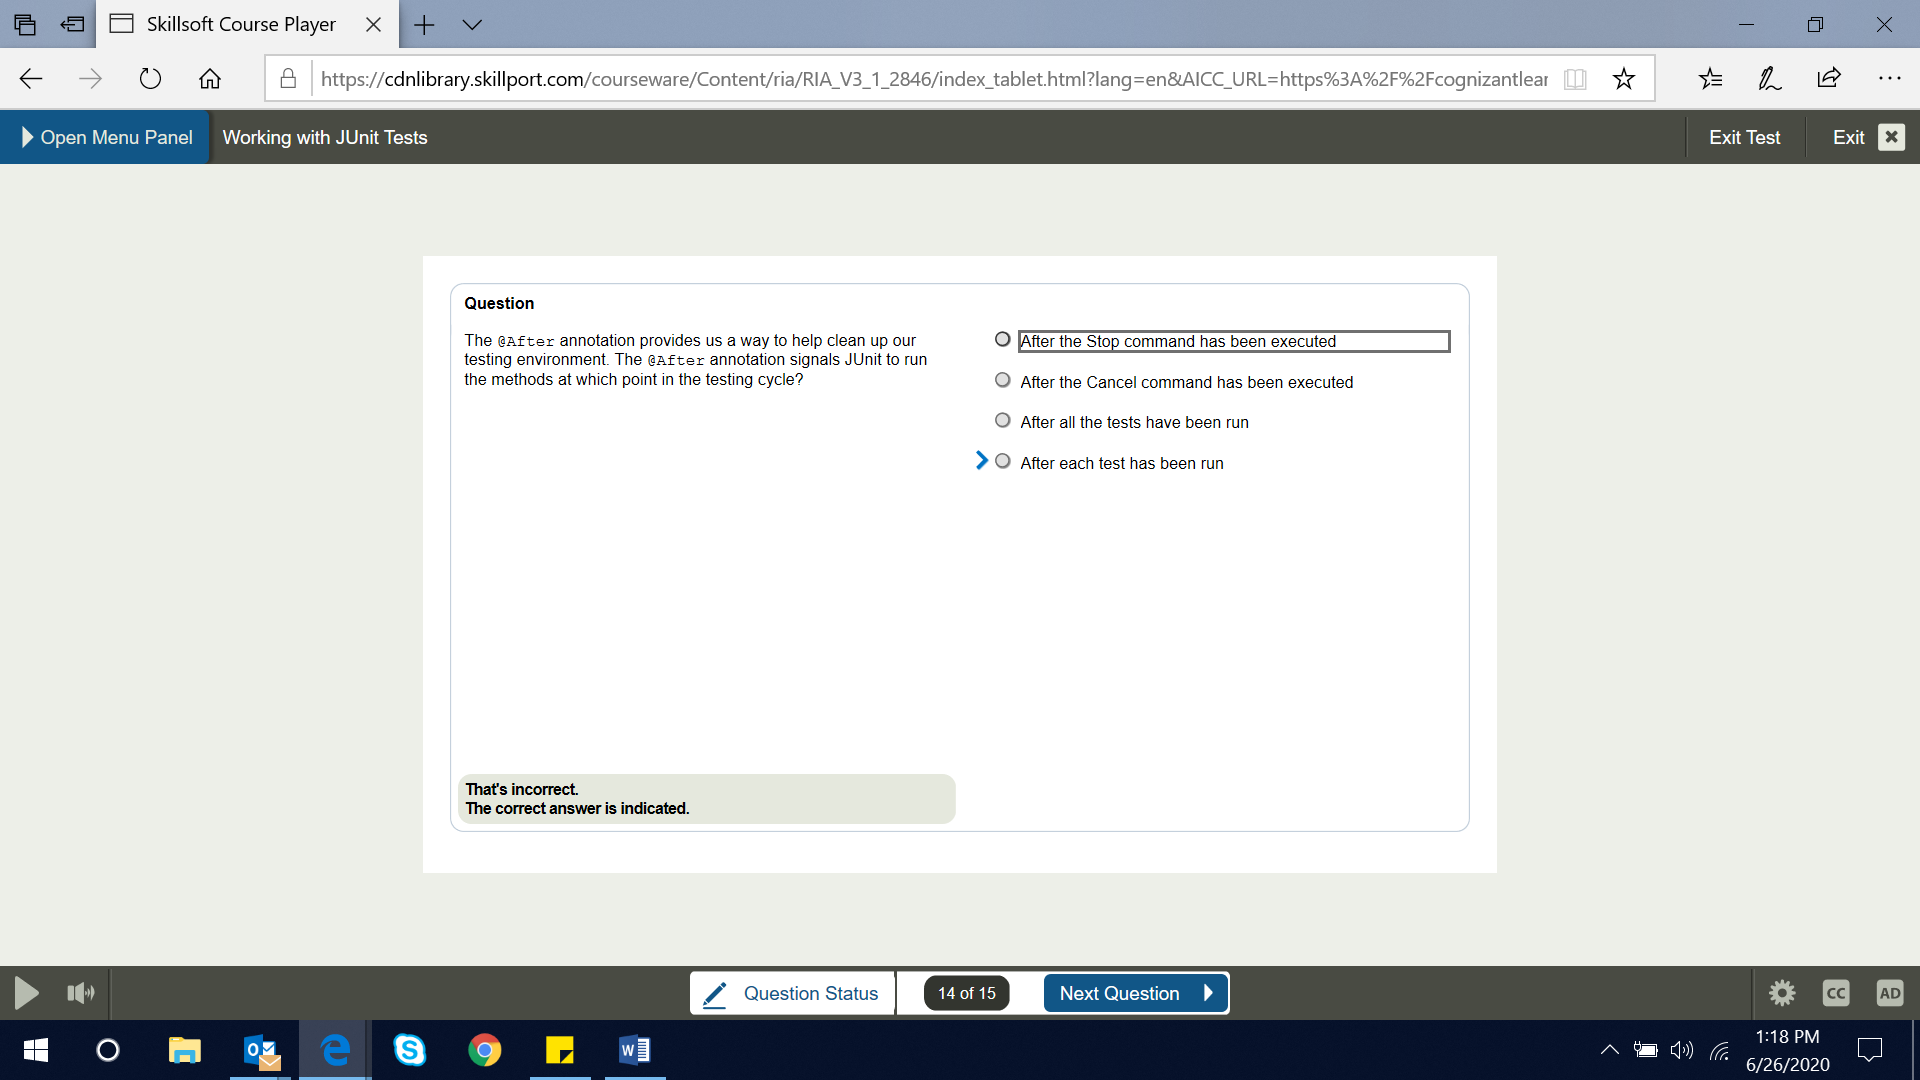 Skillsoft Course Player
https://cdnlibrary.skillport.com/courseware/Content/ria/RIA_V3_1_2846/index_tablet.html?lang=en&AICC_URL=https%3A%2F%2Fcognizantlear
Open Menu Panel
Working with JUnit Tests
Exit Test
Exit
Question
The @After annotation provides us a way to help clean up our
testing environment. The @After annotation signals JUnit to run
the methods at which point in the testing cycle?
After the Stop command has been executed
After the Cancel command has been executed
After all the tests have been run
After each test has been run
That's incorrect.
The correct answer is indicated.
Question Status
14 of 15
Next Question
CC
AD
1:18 PM
6/26/2020